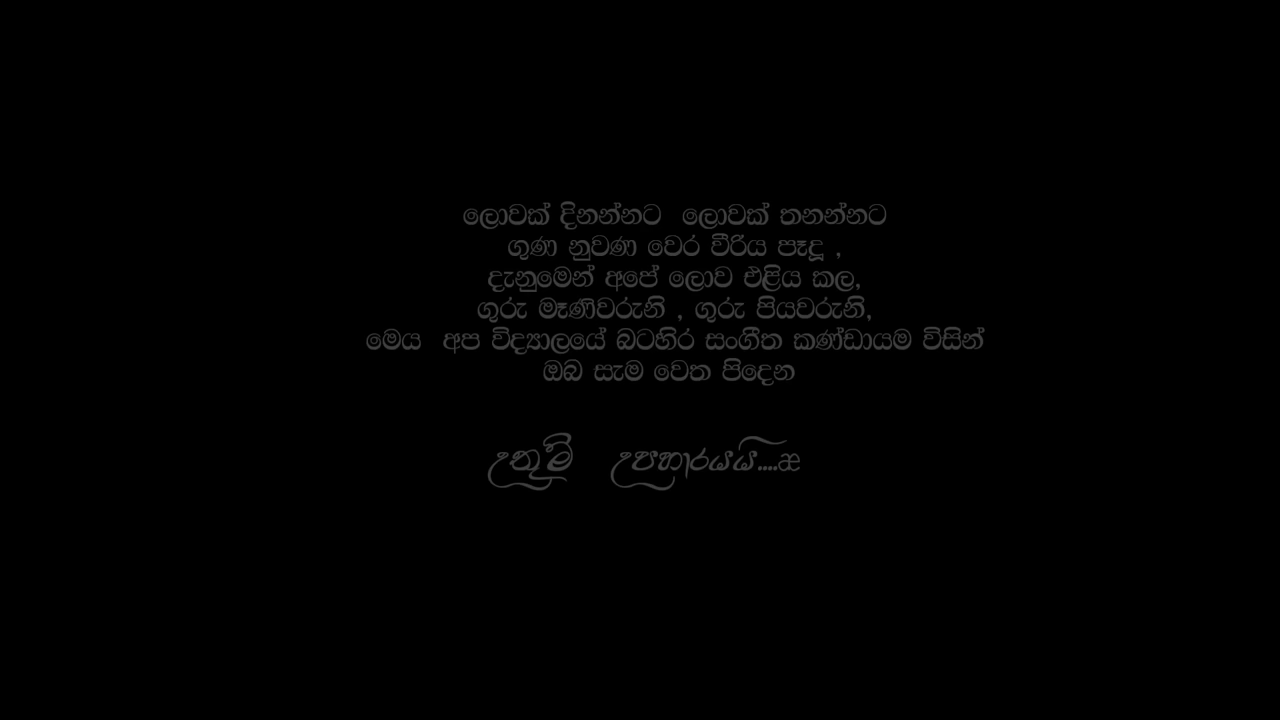 ලොවක් දිනන්නට ලොවක් තනන්නට
ගුණ නුවණ වෙර වීරිය පෑදූ ,
දැනුමෙන් අපේ ලොව එළිය කල,
ගුරු මෑණිවරුනි , ගුරු පියවරුනි,
මෙය අප විද්‍යාලයේ බටහිර සංගීත කණ්ඩායම විසින්
ඔබ සැම වෙත පිදෙන
උතුම් උපහාරයයි....æ